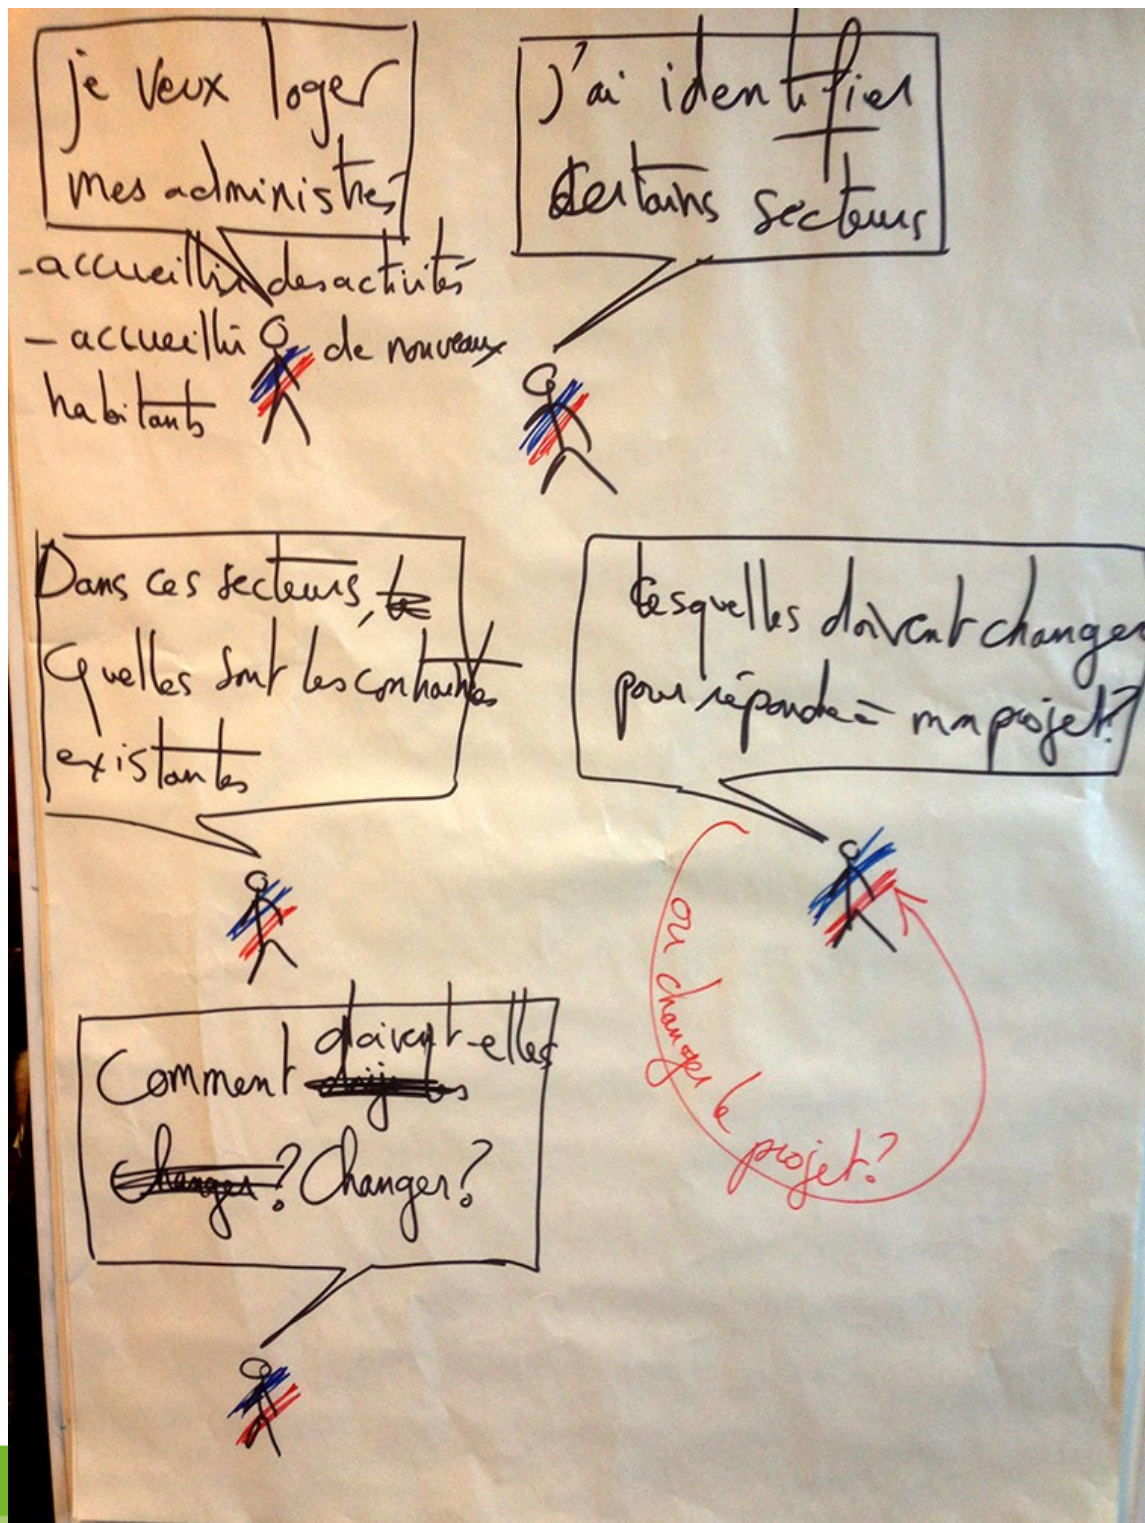 je veux loger
mes administrés
- accueillir des activités
- accueillir de nouveaux
habitants
j'ai identifier
certains secteurs
Dans ces secteurs,
Quelles sont les contraintes
existantes
lesquelles doivent changer
pour répondre à mon projet?
ou changer le projet?
Comment doivent-elles
Changer? Changer?